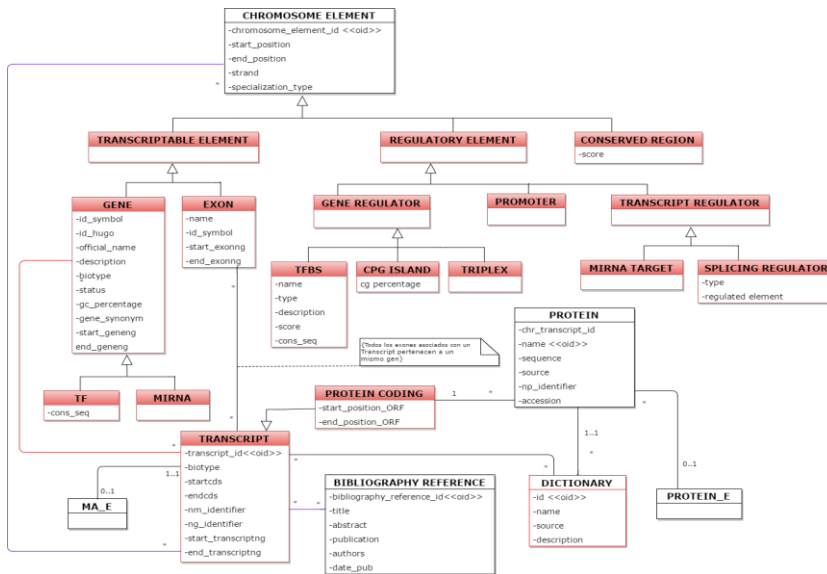 CHROMOSOME ELEMENT
-chromosome_element_id <<oid>>
-start_position
-end_position
-strand
-specialization_type
*
TRANSCRIPTABLE ELEMENT
REGULATORY ELEMENT
CONSERVED REGION
-score
GENE
-id_symbol
-id_hugo
-official_name
-description
-biotype
-status
-gc_percentage
-gene_synonym
-start_geneng
end_geneng
EXON
-name
-id_symbol
-start_exonng
-end_exonng
*
GENE REGULATOR
PROMOTER
TRANSCRIPT REGULATOR
TFBS
-name
-type
-description
-score
-cons_seq
CPG ISLAND
cg percentage
TRIPLEX
MIRNA TARGET
SPLICING REGULATOR
-type
-regulated element
{Todos los exones asociados con un
Transcript pertenecen a un
mismo gen}
PROTEIN
-chr_transcript_id
-name <<oid>>
-sequence
-source
-np_identifier
-accession
TF
-cons_seq
MIRNA
PROTEIN CODING
-start_position_ORF
-end_position_ORF
1
*
*
*
1..1
*
TRANSCRIPT
-transcript_id<<oid>>
-biotype
-startcds
-endcds
-nm_identifier
-ng_identifier
-start_transcriptng
-end_transcriptng
*
*
*
*
1..1
0..1
MA_E
*
*
BIBLIOGRAPHY REFERENCE
-bibliography_reference_id<<oid>>
-title
-abstract
-publication
-authors
-date_pub
DICTIONARY
-id <<oid>>
-name
-source
-description
0..1
PROTEIN_E